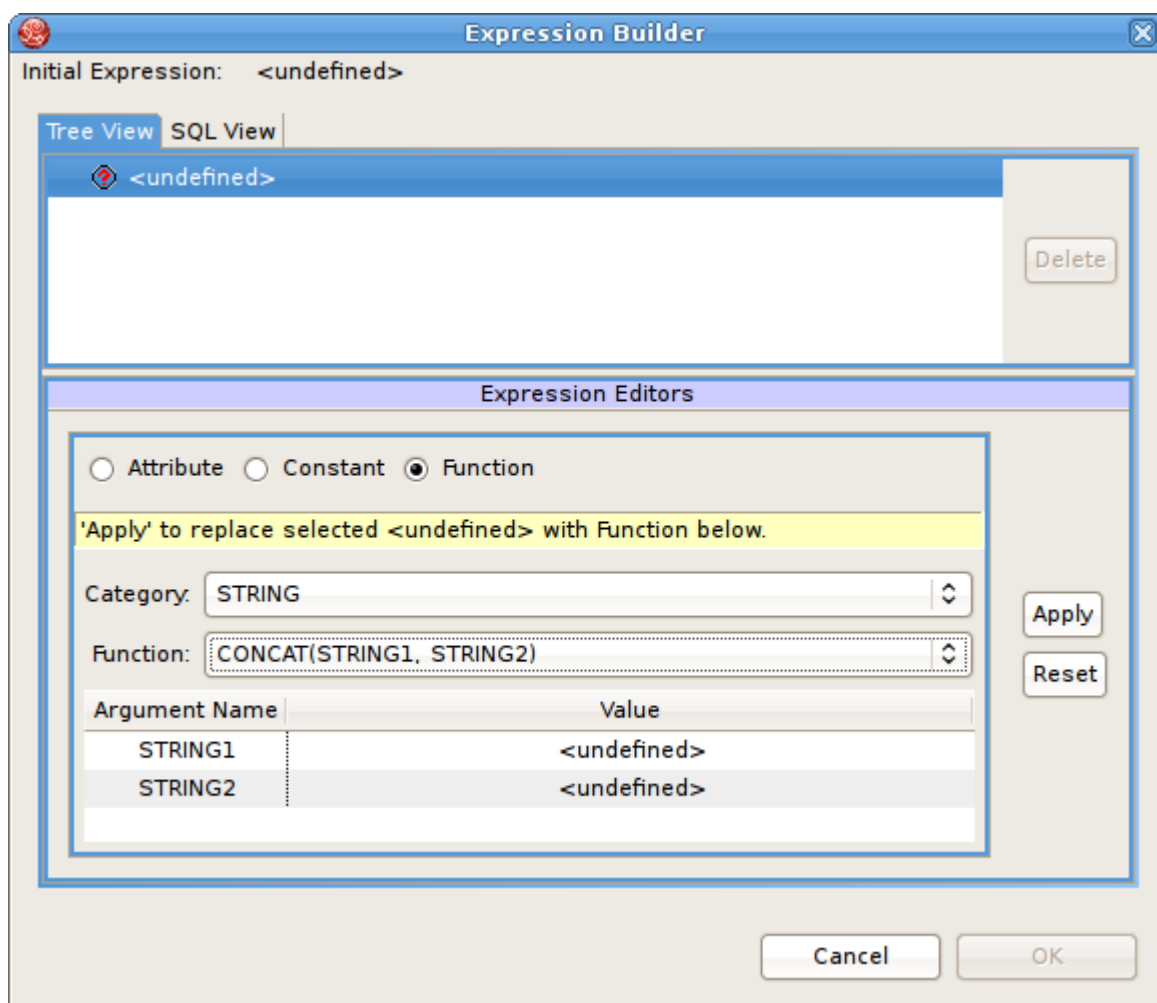 Expression Builder
Initial Expression: <undefined>
Tree View SQL View
<undefined>
Delete
Expression Editors
Attribute Constant Function
'Apply' to replace selected <undefined> with Function below.
Category: STRING
Apply
Function: CONCAT(STRING1, STRING2)
Reset
Argument Name Value
STRING1 <undefined>
STRING2 <undefined>
Cancel OK